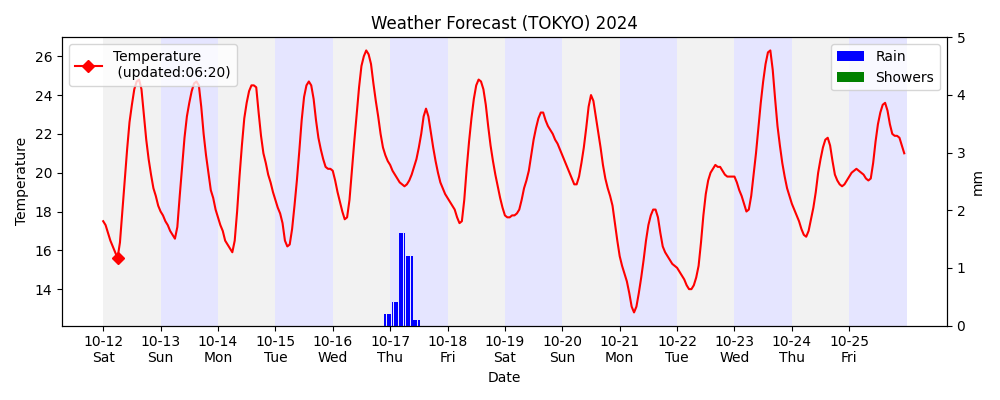 Weather Forecast (TOKYO) 2024
Temperature
(updated:06:20)
Rain
Showers
Temperature
26
24
22
20
18
16
14
5
4
3
2
1
0
mm
10-12 10-13 10-14 10-15 10-16 10-17 10-18 10-19 10-20 10-21 10-22 10-23 10-24 10-25
Sat Sun Mon Tue Wed Thu Fri Sat Sun Mon Tue Wed Thu Fri
Date